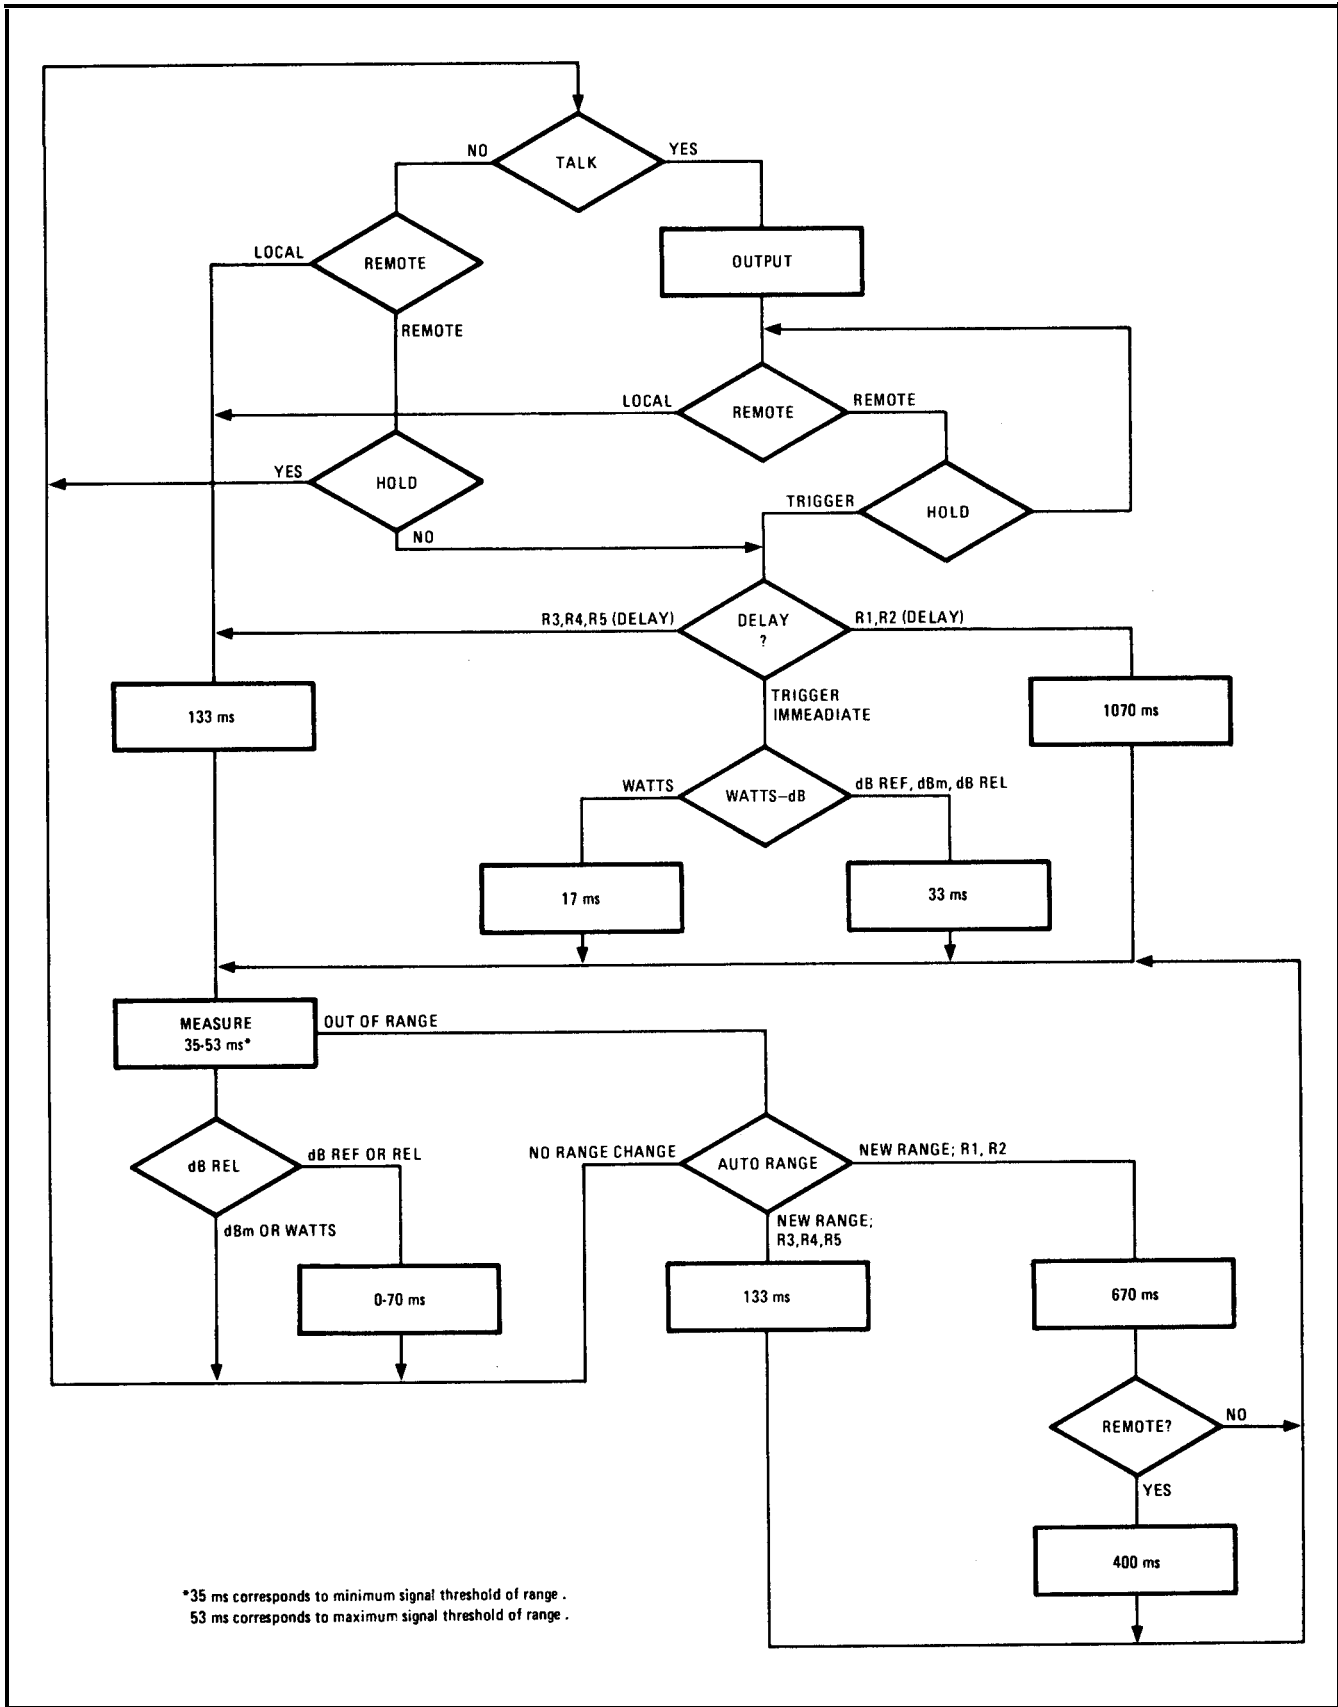 NO
TALK
YES
LOCAL
REMOTE
OUTPUT
REMOTE
LOCAL
REMOTE
REMOTE
YES
HOLD
TRIGGER
HOLD
NO
R3,R4,R5 (DELAY)
DELAY
?
R1,R2 (DELAY)
133 ms
TRIGGER
IMMEADIATE
1070 ms
WATTS
WATTS–dB
dB REF, dBm, dB REL
17 ms
33 ms
MEASURE
35-53 ms*
OUT OF RANGE
dB REL
dB REF OR REL
NO RANGE CHANGE
AUTO RANGE
NEW RANGE; R1, R2
dBm OR WATTS
NEW RANGE;
R3,R4,R5
0-70 ms
133 ms
670 ms
REMOTE?
NO
YES
400 ms
*35 ms corresponds to minimum signal threshold of range .
53 ms corresponds to maximum signal threshold of range .